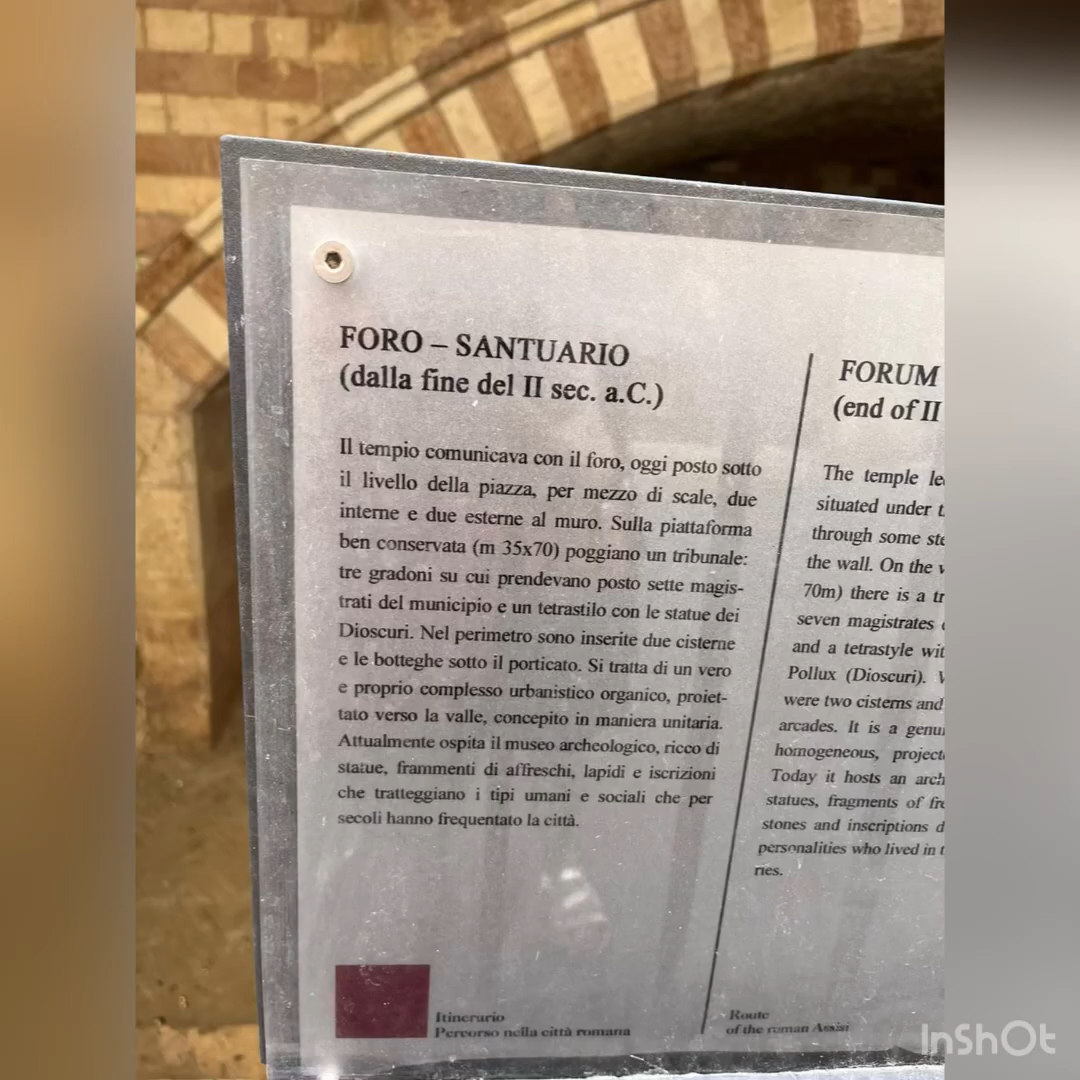 FORO – SANTUARIO
(dalla fine del II sec. a.C.)
Il tempio comunicava con il foro, oggi posto sotto
il livello della piazza, per mezzo di scale, due
interne e due esterne al muro. Sulla piattaforma
ben conservata (m 35x70) poggiano un tribunale:
tre gradoni su cui prendevano posto sette magis-
trati del municipio e un tetrastilo con le statue dei
Dioscuri. Nel perimetro sono inserite due cisterne
e le botteghe sotto il porticato. Si tratta di un vero
e proprio complesso urbanistico organico, proiet-
tato verso la valle, concepito in maniera unitaria.
Attualmente ospita il museo archeologico, ricco di
statue, frammenti di affreschi, lapidi e iscrizioni
che tratteggiano i tipi umani e sociali che per
secoli hanno frequentato la città.
Itinerario
Percorso nella città romana
FORUM
(end of II
The temple
situated under
through some
the wall. On the
70m) there is a
seven magistrates
and a tetrastyle
Pollux (Dioscuri).
were two cisterns and
arcades. It is a
homogeneous,
Today it hosts an
statues, fragments of
stones and inscriptions
personalities who lived in
ries.
Route
of the roman Assisi
InShOt